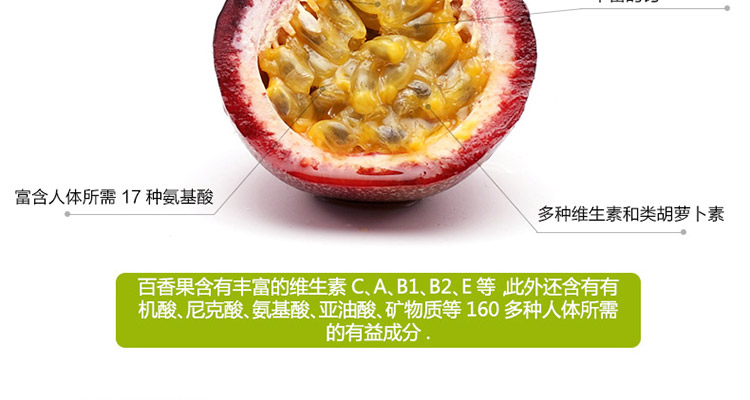 富含人体所需 17 种氨基酸
多种维生素和类胡萝卜素
百香果含有丰富的维生素 C、A、B1、B2、E 等 ,此外还含有有
机酸、尼克酸、氨基酸、亚油酸、矿物质等 160 多种人体所需
的有益成分 .